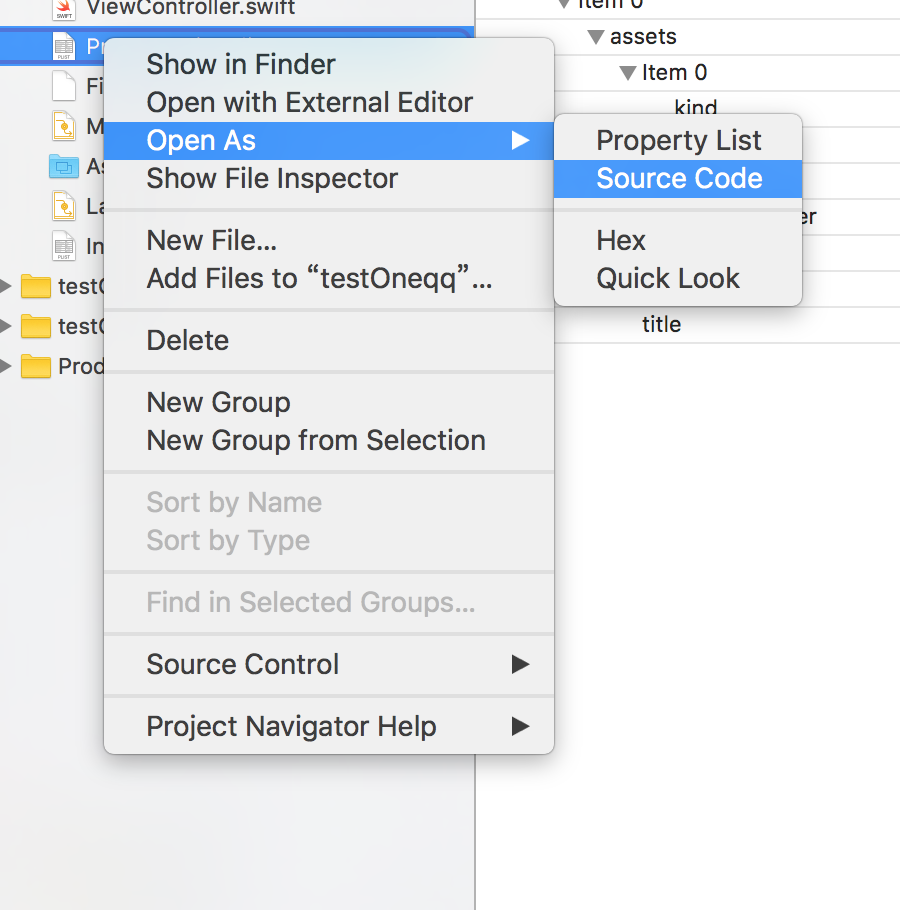 ViewController.swift
Item 0
assets
Item 0
kind
er
title
SWIFT
PLIST
Pr
Fi
M
As
La
PLIST
In
testO
testO
Prod
Show in Finder
Open with External Editor
Open As
Show File Inspector
New File...
Add Files to “testOneqq”...
Delete
New Group
New Group from Selection
Sort by Name
Sort by Type
Find in Selected Groups...
Source Control
Project Navigator Help
Property List
Source Code
Hex
Quick Look